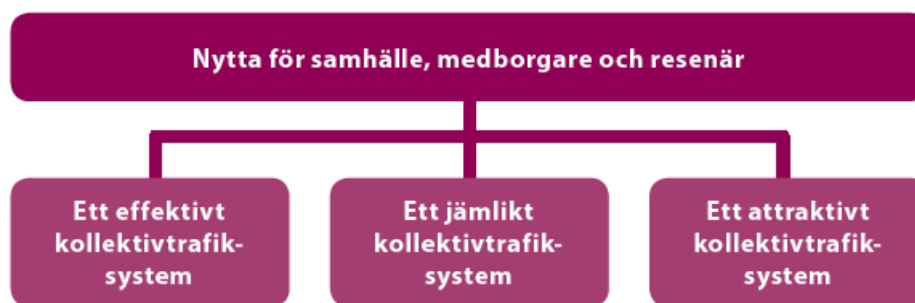 Nytta för samhälle, medborgare och resenär
Ett effektivt
kollektivtrafik-
system
Ett jämlikt
kollektivtrafik-
system
Ett attraktivt
kollektivtrafik-
system